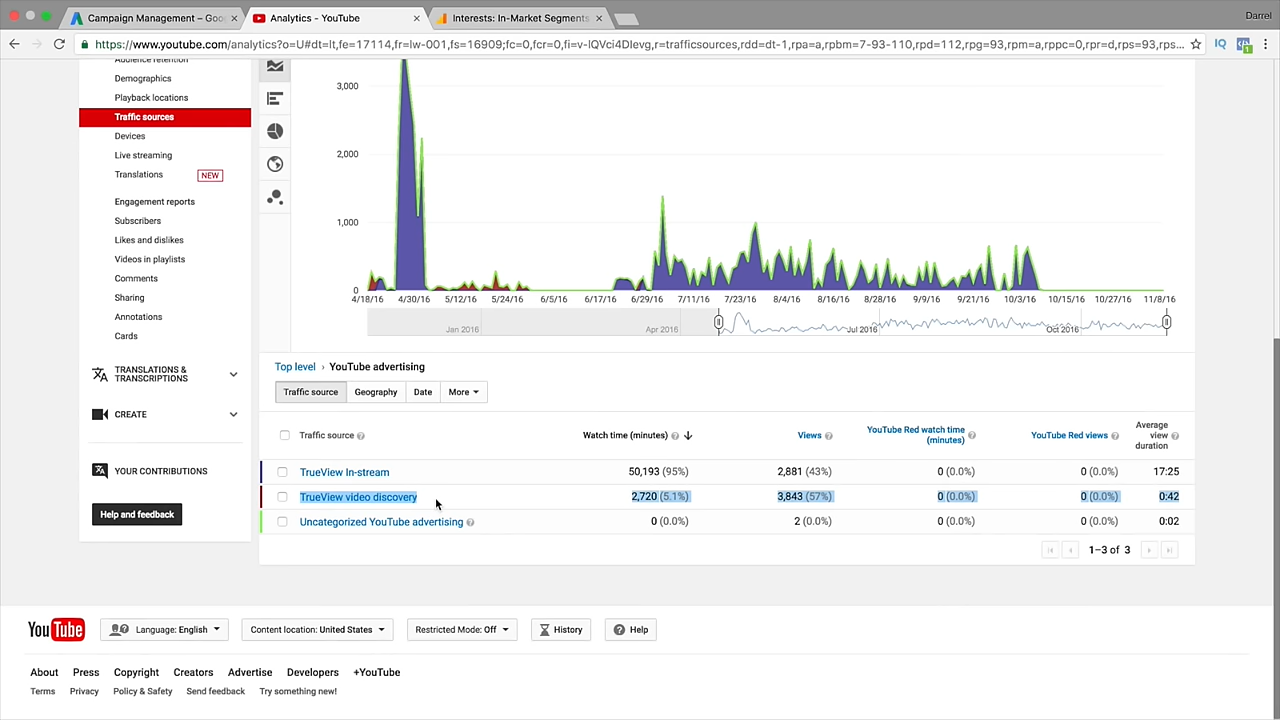 Campaign Management – Goo
Analytics - YouTube
Interests: In-Market Segments
Darrel
https://www.youtube.com/analytics?o=U#dt=lt,fe=17114,fr=lw-001,fs=16909;fc=0,fcr=0,fi=v-lQVci4DIevg,r=trafficsources,rdd=dt-1,rpa=a,rpbm=7-93-110,rpd=112,rpg=93,rpm=a,rppc=0,rpr=d,rps=93,rps...
IQ
1
Audience retention
Demographics
Playback locations
Traffic sources
Devices
Live streaming
Translations NEW
Engagement reports
Subscribers
Likes and dislikes
Videos in playlists
Comments
Sharing
Annotations
Cards
TRANSLATIONS &
TRANSCRIPTIONS
CREATE
YOUR CONTRIBUTIONS
Help and feedback
3,000
2,000
1,000
0
4/18/16 4/30/16 5/12/16 5/24/16 6/5/16 6/17/16 6/29/16 7/11/16 7/23/16 8/4/16 8/16/16 8/28/16 9/9/16 9/21/16 10/3/16 10/15/16 10/27/16 11/8/16
Jan 2016 Apr 2016 Jul 2016 Oct 2016
Top level › YouTube advertising
Traffic source Geography Date More
Traffic source ? Watch time (minutes) ? Views ? YouTube Red watch time (minutes) ? YouTube Red views ? Average view duration ?
TrueView In-stream 50,193 (95%) 2,881 (43%) 0 (0.0%) 0 (0.0%) 17:25
TrueView video discovery 2,720 (5.1%) 3,843 (57%) 0 (0.0%) 0 (0.0%) 0:42
Uncategorized YouTube advertising ? 0 (0.0%) 2 (0.0%) 0 (0.0%) 0 (0.0%) 0:02
1–3 of 3
YouTube
Language: English
Content location: United States
Restricted Mode: Off
History
? Help
About Press Copyright Creators Advertise Developers +YouTube
Terms Privacy Policy & Safety Send feedback Try something new!